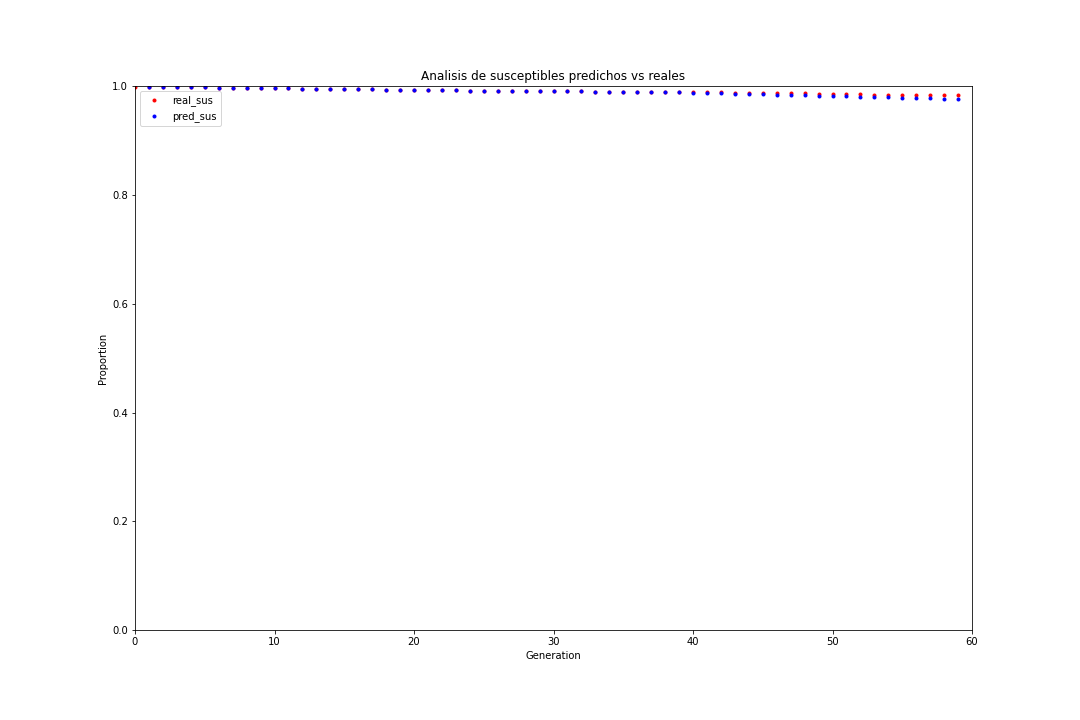 Analisis de susceptibles predichos vs reales
1.0
real_sus
pred_sus
0.8
0.6
Proportion
0.4
0.2
0.0
0 10 20 30 40 50 60
Generation